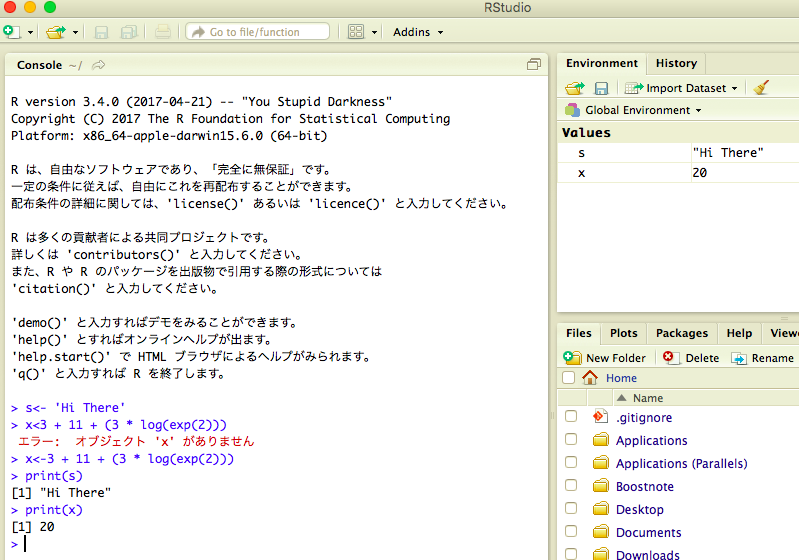 RStudio
Go to file/function
Addins
Console ~/
R version 3.4.0 (2017-04-21) -- "You Stupid Darkness"
Copyright (C) 2017 The R Foundation for Statistical Computing
Platform: x86_64-apple-darwin15.6.0 (64-bit)
R は、自由なソフトウェアであり、「完全に無保証」です。
一定の条件に従えば、自由にこれを再配布することができます。
配布条件の詳細に関しては、'license()' あるいは 'licence()' と入力してください。
R は多くの貢献者による共同プロジェクトです。
詳しくは 'contributors()' と入力してください。
また、R や R のパッケージを出版物で引用する際の形式については
'citation()' と入力してください。
'demo()' と入力すればデモをみることができます。
'help()' とすればオンラインヘルプが出ます。
'help.start()' で HTML ブラウザによるヘルプがみられます。
'q()' と入力すれば R を終了します。
> s<- 'Hi There'
> x<3 + 11 + (3 * log(exp(2)))
エラー: オブジェクト 'x' がありません
> x<-3 + 11 + (3 * log(exp(2)))
> print(s)
[1] "Hi There"
> print(x)
[1] 20
>
Environment History
Import Dataset
Global Environment
Values
s "Hi There"
x 20
Files Plots Packages Help Viewe
New Folder Delete Rename
Home
Name
.gitignore
Applications
Applications (Parallels)
Boostnote
Desktop
Documents
Downloads